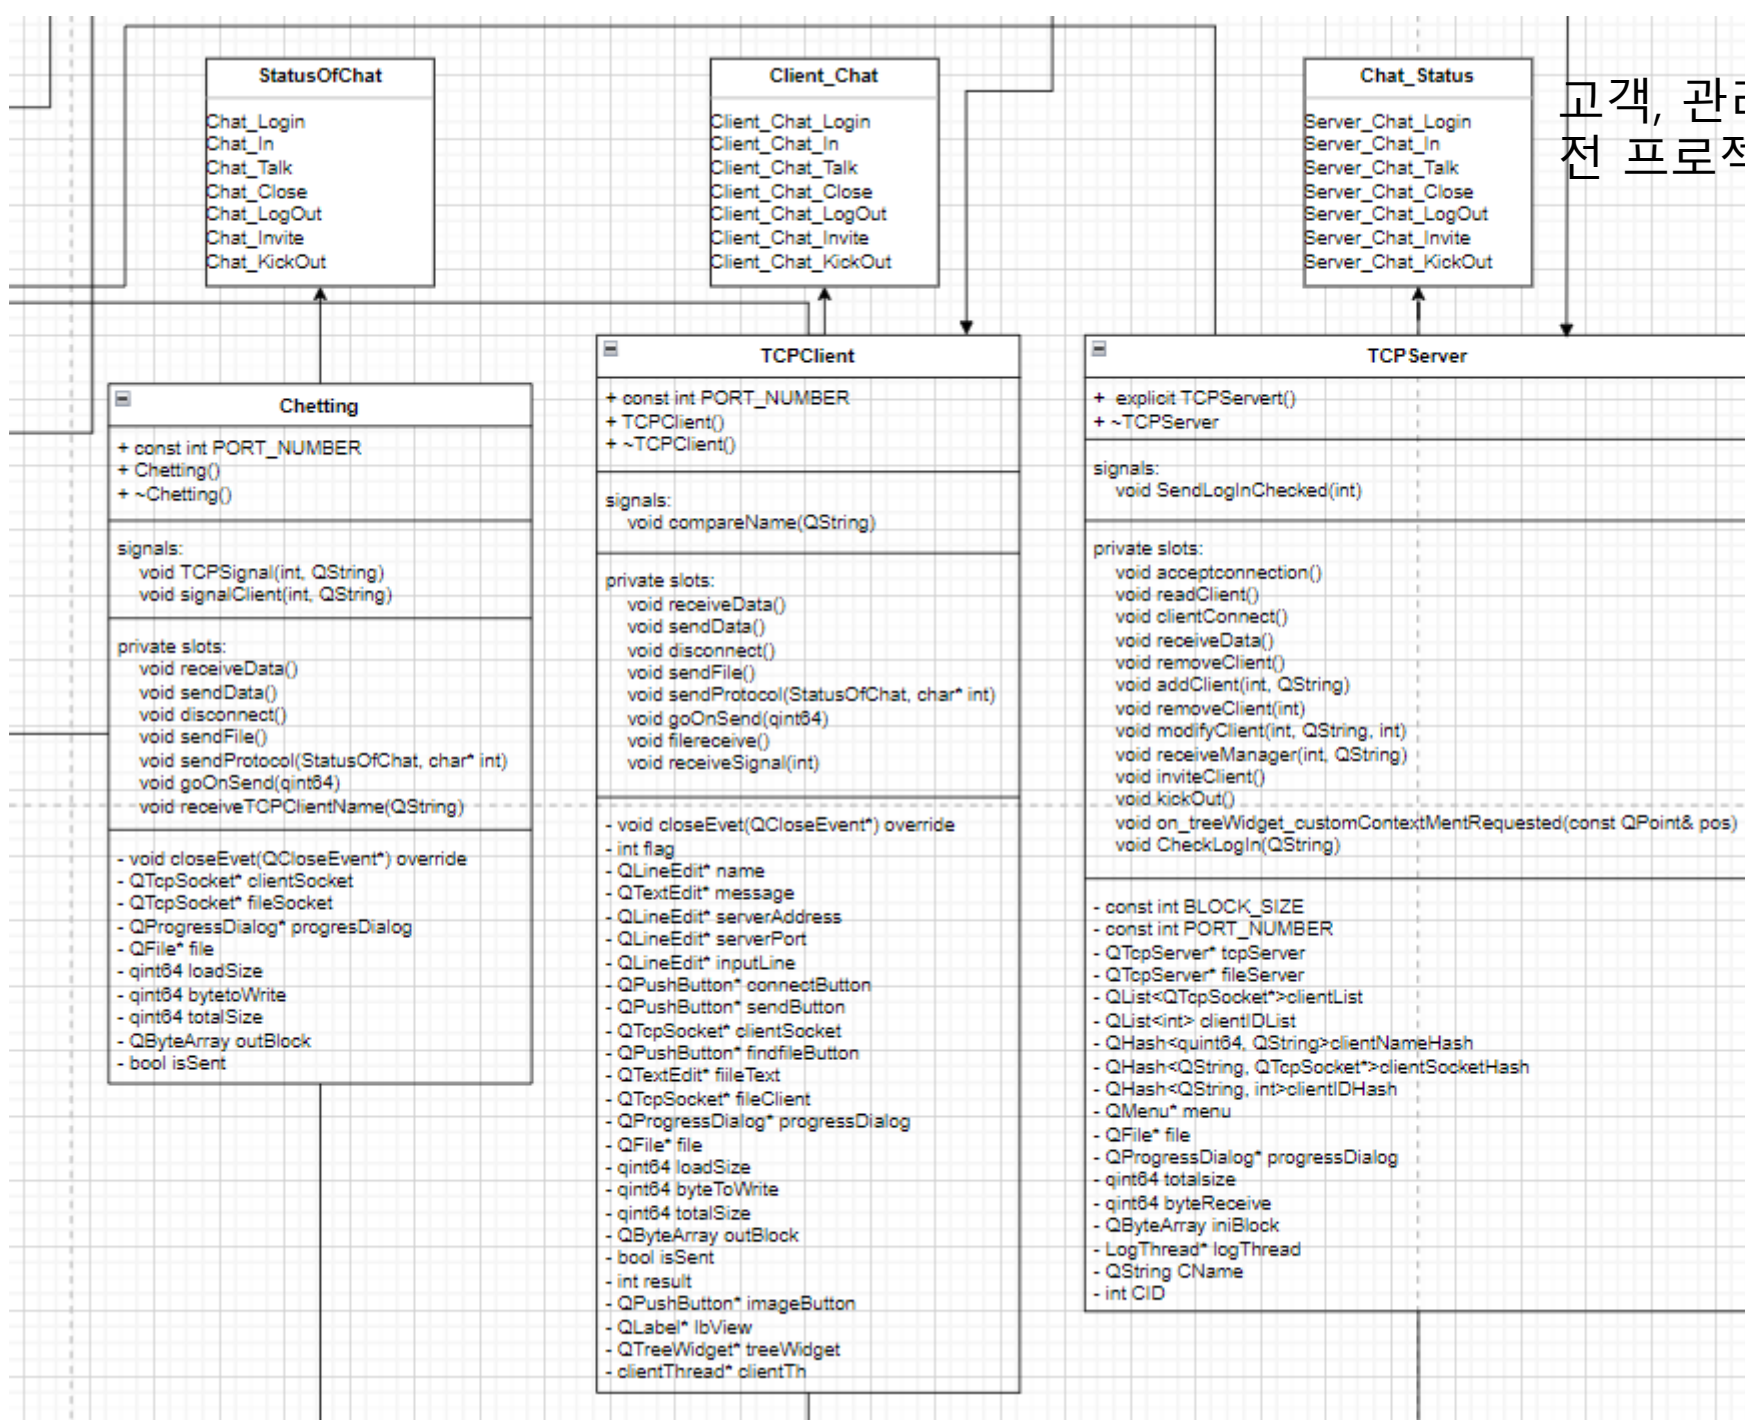 StatusOfChat
Chat_Login
Chat_In
Chat_Talk
Chat_Close
Chat_LogOut
Chat_Invite
Chat_KickOut
Client_Chat
Client_Chat_Login
Client_Chat_In
Client_Chat_Talk
Client_Chat_Close
Client_Chat_LogOut
Client_Chat_Invite
Client_Chat_KickOut
Chat_Status
Server_Chat_Login
Server_Chat_In
Server_Chat_Talk
Server_Chat_Close
Server_Chat_LogOut
Server_Chat_Invite
Server_Chat_KickOut
고객, 관
전 프로
Chetting
+ const int PORT_NUMBER
+ Chetting()
+ ~Chetting()
signals:
void TCPSignal(int, QString)
void signalClient(int, QString)
private slots:
void receiveData()
void sendData()
void disconnect()
void sendFile()
void sendProtocol(StatusOfChat, char* int)
void goOnSend(qint64)
void receiveTCPClientName(QString)
- void closeEvet(QCloseEvent*) override
- QTcpSocket* clientSocket
- QTcpSocket* fileSocket
- QProgressDialog* progresDialog
- QFile* file
- qint64 loadSize
- qint64 bytetoWrite
- qint64 totalSize
- QByteArray outBlock
- bool isSent
TCPClient
+ const int PORT_NUMBER
+ TCPClient()
+ ~TCPClient()
signals:
void compareName(QString)
private slots:
void receiveData()
void sendData()
void disconnect()
void sendFile()
void sendProtocol(StatusOfChat, char* int)
void goOnSend(qint64)
void filereceive()
void receiveSignal(int)
- void closeEvet(QCloseEvent*) override
- int flag
- QLineEdit* name
- QTextEdit* message
- QLineEdit* serverAddress
- QLineEdit* serverPort
- QLineEdit* inputLine
- QPushButton* connectButton
- QPushButton* sendButton
- QTcpSocket* clientSocket
- QPushButton* findfileButton
- QTextEdit* fiileText
- QTcpSocket* fileClient
- QProgressDialog* progressDialog
- QFile* file
- qint64 loadSize
- qint64 byteToWrite
- qint64 totalSize
- QByteArray outBlock
- bool isSent
- int result
- QPushButton* imageButton
- QLabel* lbView
- QTreeWidget* treeWidget
- clientThread* clientTh
TCPServer
+ explicit TCPServert()
+ ~TCPServer
signals:
void SendLogInChecked(int)
private slots:
void acceptconnection()
void readClient()
void clientConnect()
void receiveData()
void removeClient()
void addClient(int, QString)
void removeClient(int)
void modifyClient(int, QString, int)
void receiveManager(int, QString)
void inviteClient()
void kickOut()
void on_treeWidget_customContextMentRequested(const QPoint& pos)
void CheckLogIn(QString)
- const int BLOCK_SIZE
- const int PORT_NUMBER
- QTcpServer* tcpServer
- QTcpServer* fileServer
- QList<QTcpSocket*>clientList
- QList<int> clientIDList
- QHash<quint64, QString>clientNameHash
- QHash<QString, QTcpSocket*>clientSocketHash
- QHash<QString, int>clientIDHash
- QMenu* menu
- QFile* file
- QProgressDialog* progressDialog
- qint64 totalsize
- qint64 byteReceive
- QByteArray iniBlock
- LogThread* logThread
- QString CName
- int CID